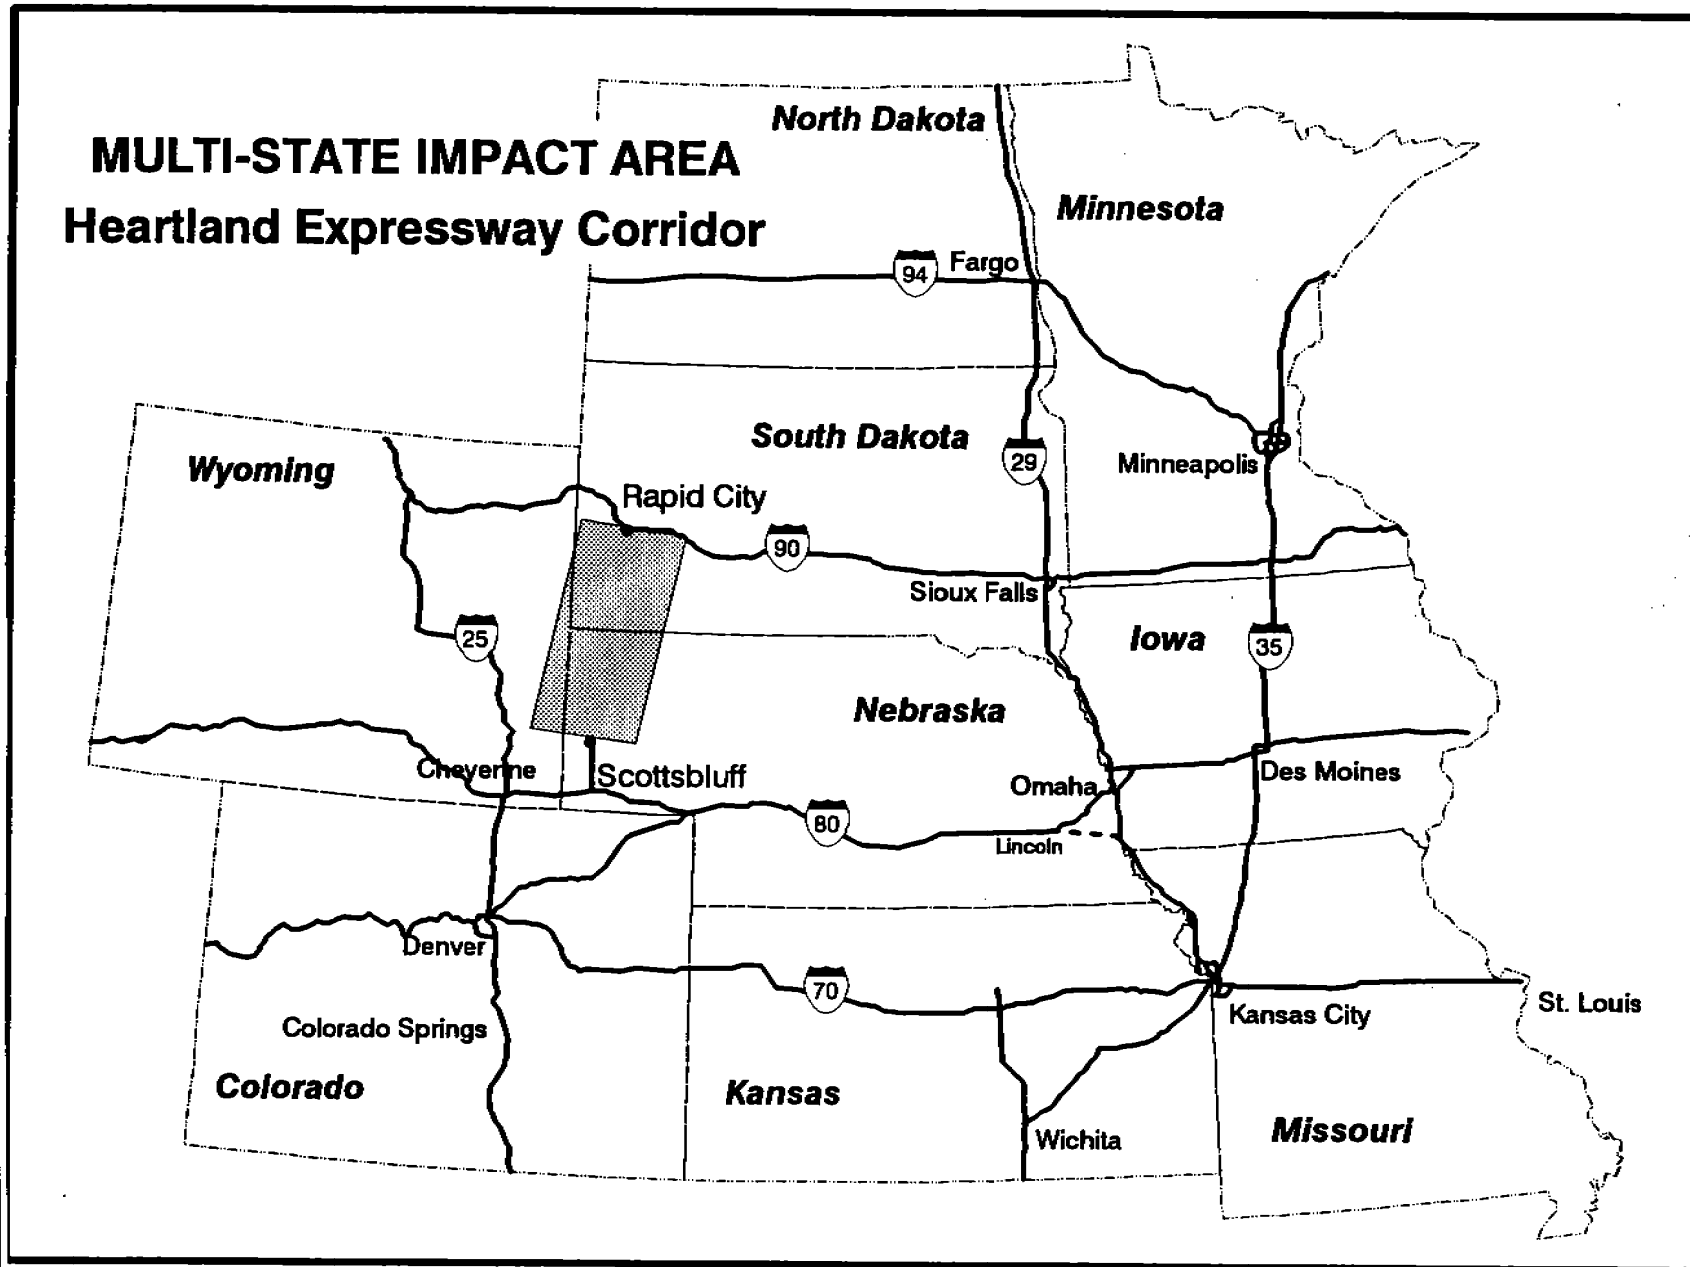 MULTI-STATE IMPACT AREA
Heartland Expressway Corridor
North Dakota
Minnesota
94
Fargo
South Dakota
29
Minneapolis
Wyoming
Rapid City
90
Sioux Falls
25
Iowa
35
Nebraska
Cheyenne
Scottsbluff
Omaha
Des Moines
80
Lincoln
Denver
70
Colorado Springs
Kansas City
St. Louis
Colorado
Kansas
Wichita
Missouri